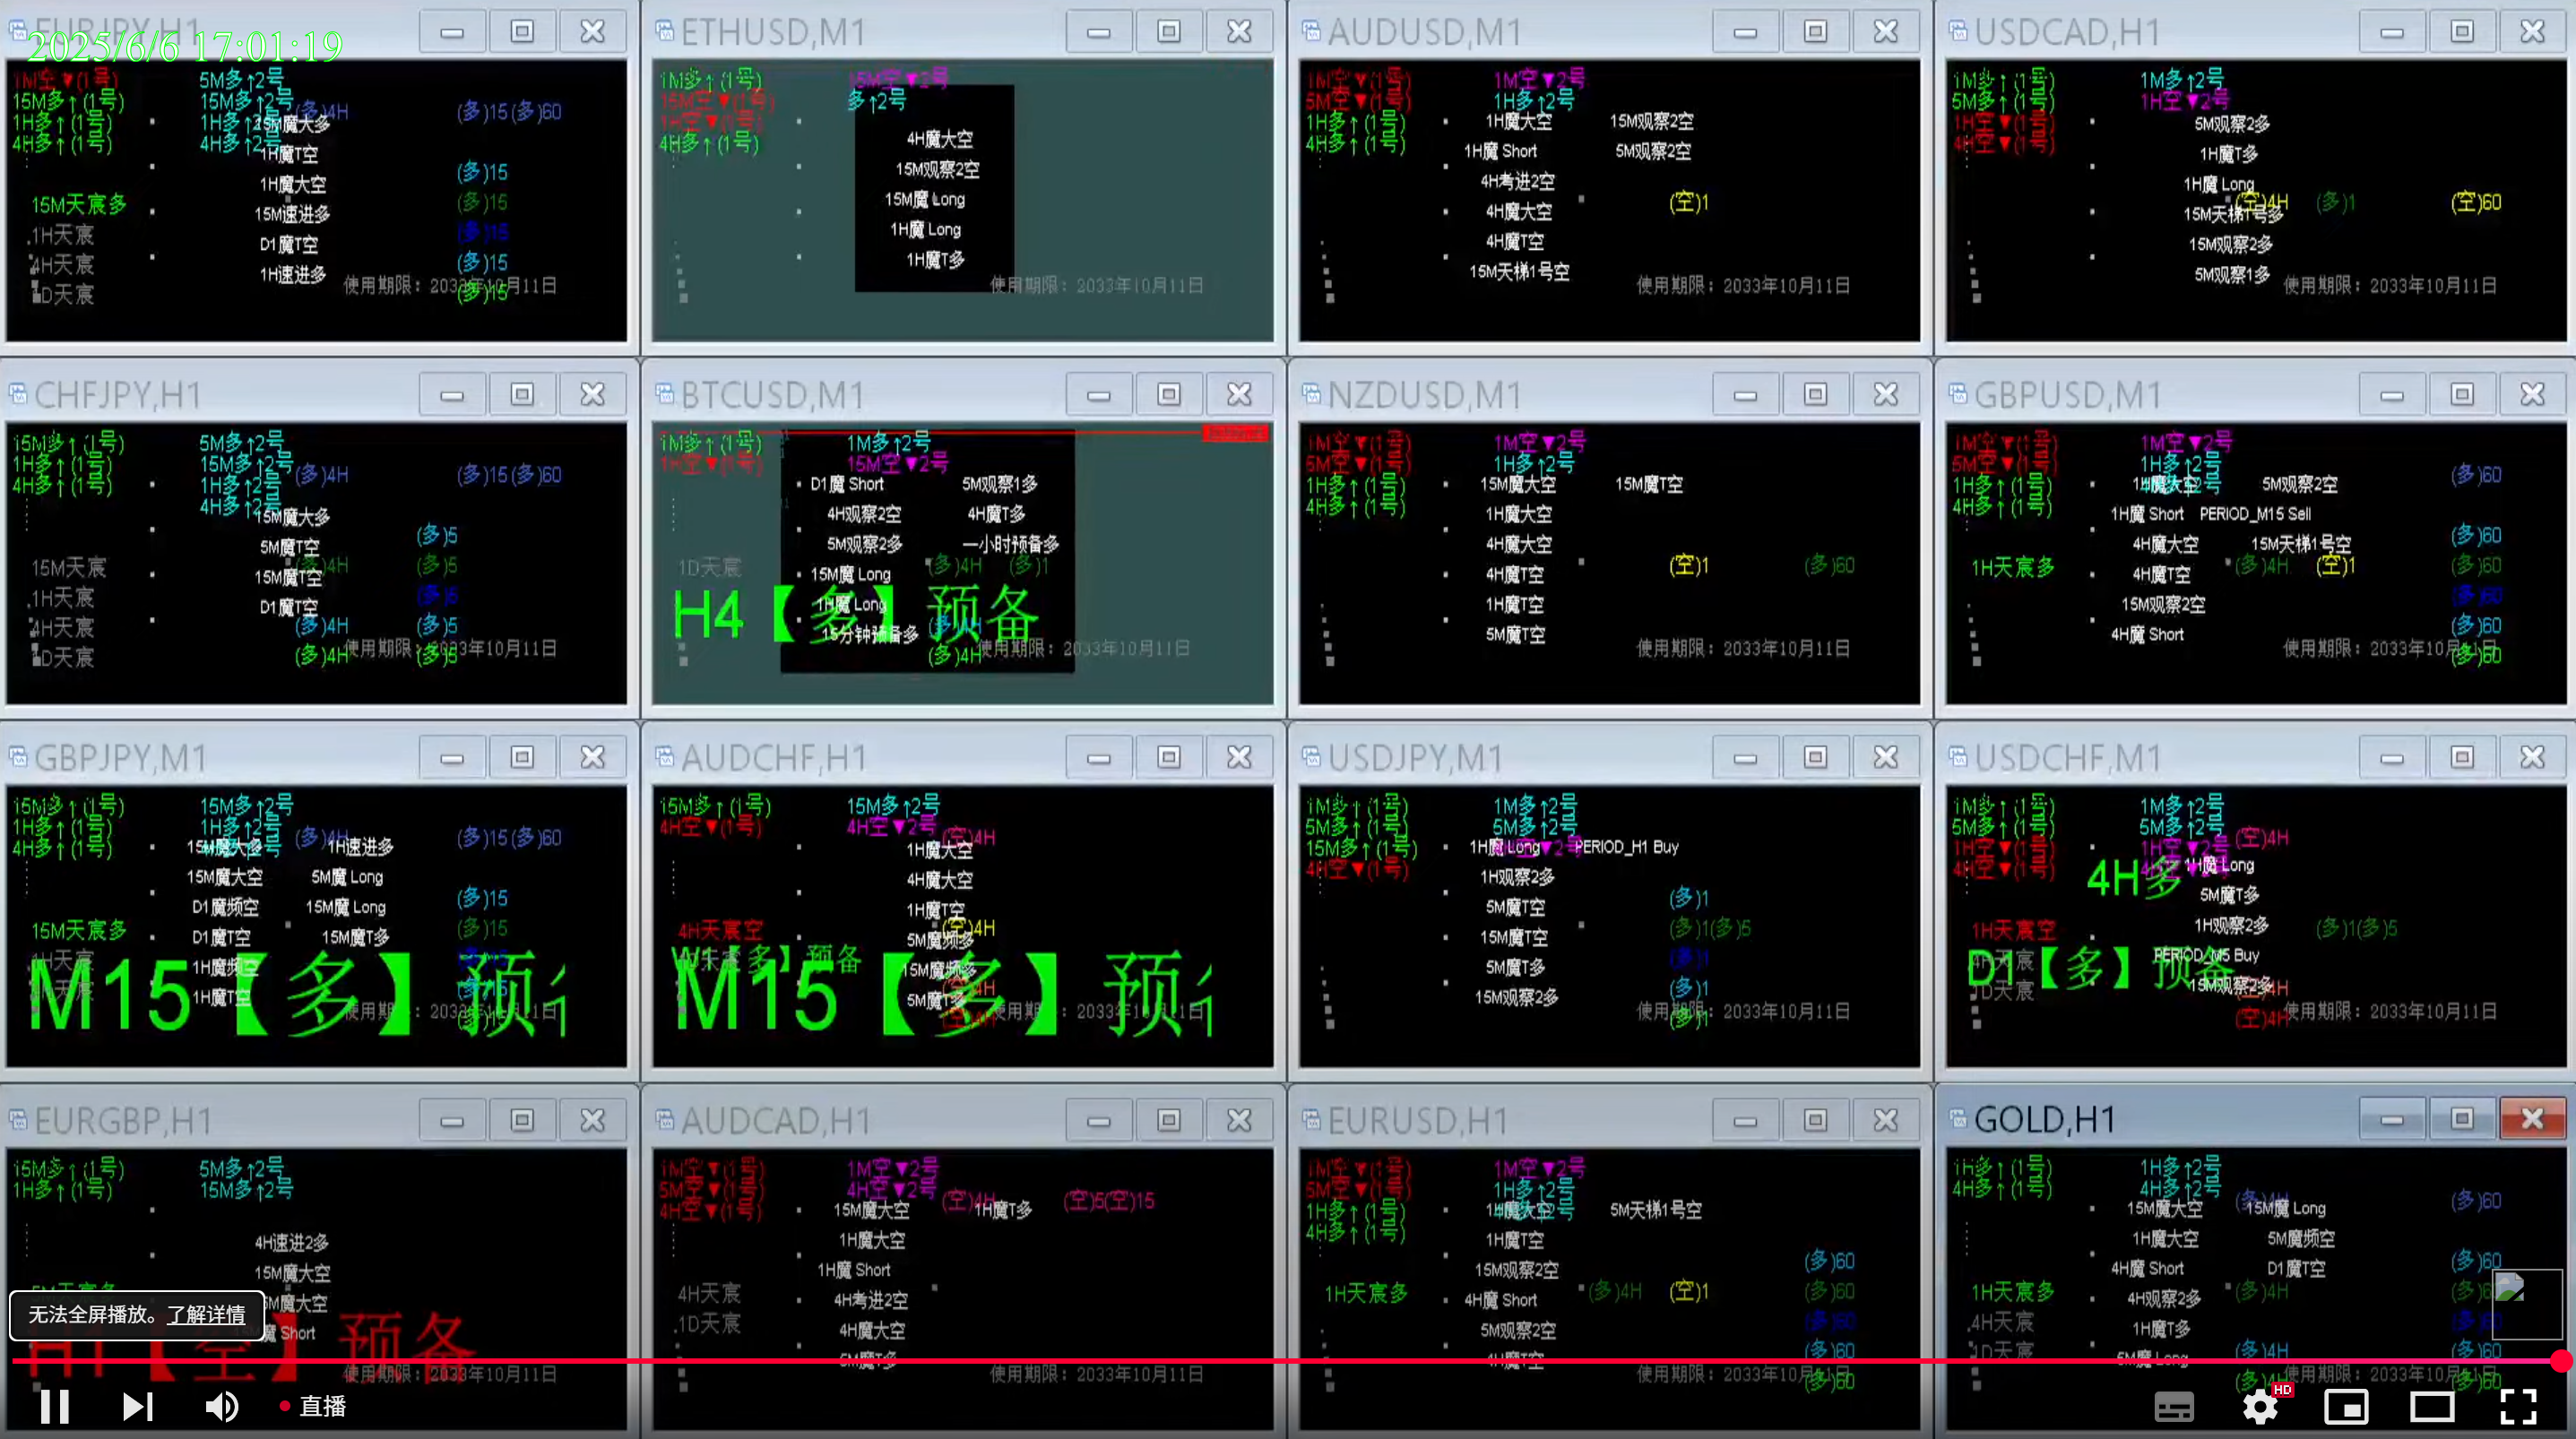 EURJPY,H1
2025/6/6 17:01:19
1M空▼(1号) 5M多↑2号
15M多↑(1号) 15M多↑2号 (多)4H (多)15(多)60
1H多↑(1号) 1H多↑2号 15M魔大多
4H多↑(1号) 4H多↑2号 1H魔T空
(多)15
1H魔大空
15M天宸多 (多)15
15M速进多
1H天宸 (多)15
D1魔T空
4H天宸 (多)15
1H速进多
1D天宸 使用期限：2033年10月11日 (多)15
ETHUSD,M1
1M多↑(1号) 15M空▼2号
15M空▼(1号) 多↑2号
1H空▼(1号)
4H多↑(1号) 4H魔大空
15M观察2空
15M魔 Long
1H魔 Long
1H魔T多
使用期限：2033年10月11日
AUDUSD,M1
1M空▼(1号) 1M空▼2号
5M空▼(1号) 1H多↑2号
1H多↑(1号) 1H魔大空 15M观察2空
4H多↑(1号) 1H魔 Short 5M观察2空
4H考进2空
4H魔大空 (空)1
4H魔T空
15M天梯1号空
使用期限：2033年10月11日
USDCAD,H1
1M多↑(1号) 1M多↑2号
5M多↑(1号) 1H空▼2号
1H空▼(1号) 5M观察2多
4H空▼(1号) 1H魔T多
1H魔 Long
(空)4H (多)1 (空)60
15M天梯1号多
15M观察2多
5M观察1多
使用期限：2033年10月11日
CHFJPY,H1
15M多↑(1号) 5M多↑2号
1H多↑(1号) 15M多↑2号 (多)4H (多)15(多)60
4H多↑(1号) 1H多↑2号
4H多↑2号
15M魔大多
(多)5
5M魔T空
15M天宸 (多)4H (多)5
15M魔T空
1H天宸 (多)5
D1魔T空
4H天宸 (多)4H (多)5
1D天宸 (多)4H 使用期限：2033年10月11日 (多)5
BTCUSD,M1
1M多↑(1号) 1M多↑2号
1H空▼(1号) 15M空▼2号
D1魔 Short 5M观察1多
4H观察2空 4H魔T多
5M观察2多 一小时预备多
1D天宸 15M魔 Long (多)4H (多)1
H4【多】预备
1H魔 Long
15分钟预备多
(多)4H 使用期限：2033年10月11日
NZDUSD,M1
1M空▼(1号) 1M空▼2号
5M空▼(1号) 1H多↑2号
1H多↑(1号) 15M魔大空 15M魔T空
4H多↑(1号) 1H魔大空
4H魔大空
(空)1 (多)60
4H魔T空
1H魔T空
5M魔T空
使用期限：2033年10月11日
GBPUSD,M1
1M空▼(1号) 1M空▼2号
5M空▼(1号) 1H多↑2号 (多)60
1H多↑(1号) 1H魔大空 5M观察2空
4H多↑(1号) 1H魔 Short PERIOD_M15 Sell
4H魔大空 15M天梯1号空 (多)60
1H天宸多 (多)4H (空)1 (多)60
4H魔T空
15M观察2空 (多)60
4H魔 Short (多)60
使用期限：2033年10月11日 (多)60
GBPJPY,M1
15M多↑(1号) 15M多↑2号
1H多↑(1号) 1H多↑2号 (多)4H (多)15(多)60
4H多↑(1号) 15M魔大多 1H速进多
15M魔大空 5M魔 Long
D1魔频空 15M魔 Long (多)15
15M天宸多 D1魔T空 15M魔T多 (多)15
1H魔频空
M15【多】预备
1H魔T空
使用期限：2033年10月11日
AUDCHF,H1
15M多↑(1号) 15M多↑2号
4H空▼(1号) 4H空▼2号 (空)4H
1H魔大空
4H魔大空
1H魔T空
4H天宸空 (空)4H
5M魔频多
W1【多】预备
15M魔频多
M15【多】预备
5M魔T多
使用期限：2033年10月11日
USDJPY,M1
1M多↑(1号) 1M多↑2号
5M多↑(1号) 5M多↑2号
15M多↑(1号) 1H魔 Long PERIOD_H1 Buy
4H空▼(1号) 1H观察2多
5M魔T空 (多)1
15M魔T空 (多)1(多)5
5M魔T多 (多)1
15M观察2多 (多)1
使用期限：2033年10月11日 (多)1
USDCHF,M1
1M多↑(1号) 1M多↑2号
5M多↑(1号) 5M多↑2号 (空)4H
1H空▼(1号) 1H空▼2号
4H空▼(1号) 4H多 1H魔 Long
5M魔T多
1H天宸空 1H观察2多 (多)1(多)5
4H天宸 PERIOD_M5 Buy
D1【多】预备
1D天宸 15M观察2多
(空)4H 使用期限：2033年10月11日
EURGBP,H1
15M多↑(1号) 5M多↑2号
1H多↑(1号) 15M多↑2号
4H速进2多
15M魔大空
5M天宸多
5M魔大空
魔 Short
H1【空】预备
使用期限：2033年10月11日
AUDCAD,H1
1M空▼(1号) 1M空▼2号
5M空▼(1号) 4H空▼2号 (空)4H (空)5(空)15
4H空▼(1号) 15M魔大空 1H魔T多
1H魔大空
1H魔 Short
4H天宸 4H考进2空
1D天宸 4H魔大空
5M魔T多
使用期限：2033年10月11日
EURUSD,H1
1M空▼(1号) 1M空▼2号
5M空▼(1号) 1H多↑2号
1H多↑(1号) 1H魔大空 5M天梯1号空
4H多↑(1号) 1H魔T空
15M观察2空 (多)60
1H天宸多 4H魔 Short (多)4H (空)1 (多)60
5M观察2空 (多)60
4H魔T空 (多)60
使用期限：2033年10月11日 (多)60
GOLD,H1
1H多↑(1号) 1H多↑2号
4H多↑(1号) 4H多↑2号 (多)4H (多)60
15M魔大空 15M魔 Long
1H魔大空 5M魔频空
4H魔 Short D1魔T空 (多)60
1H天宸多 4H观察2多 (多)4H
4H天宸 1H魔T多
1D天宸 5M魔 Long (多)4H (多)60
(多)4H 使用期限：2033年10月11日 (多)60
无法全屏播放。了解详情
直播
HD